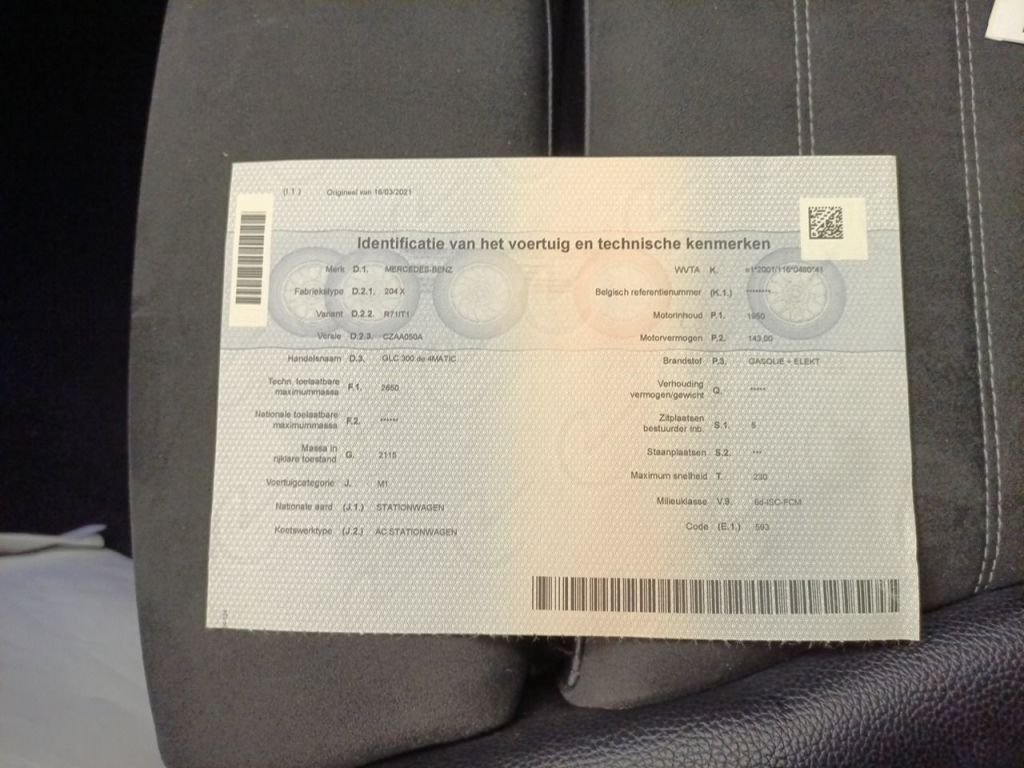 (I.1.) Origineel van 16/03/2021
Identificatie van het voertuig en technische kenmerken
Merk D.1. MERCEDES-BENZ
Fabriekstype D.2.1. 204 X
Variant D.2.2. R71IT1
Versie D.2.3. CZAA050A
Handelsnaam D.3. GLC 300 de 4MATIC
Techn. toelaatbare
maximummassa F.1. 2650
Nationale toelaatbare
maximummassa F.2. ******
Massa in
rijklare toestand G. 2115
Voertuigcategorie J. M1
Nationale aard (J.1.) STATIONWAGEN
Koetswerktype (J.2.) AC STATIONWAGEN
WVTA K. e1*2001/116*0480*41
Belgisch referentienummer (K.1.) ********
Motorinhoud P.1. 1950
Motorvermogen P.2. 143,00
Brandstof P.3. GASOLIE + ELEKT
Verhouding
vermogen/gewicht Q. *****
Zitplaatsen
bestuurder inb. S.1. 5
Staanplaatsen S.2. ***
Maximum snelheid T. 230
Milieuklasse V.9. 6d-ISC-FCM
Code (E.1.) 593